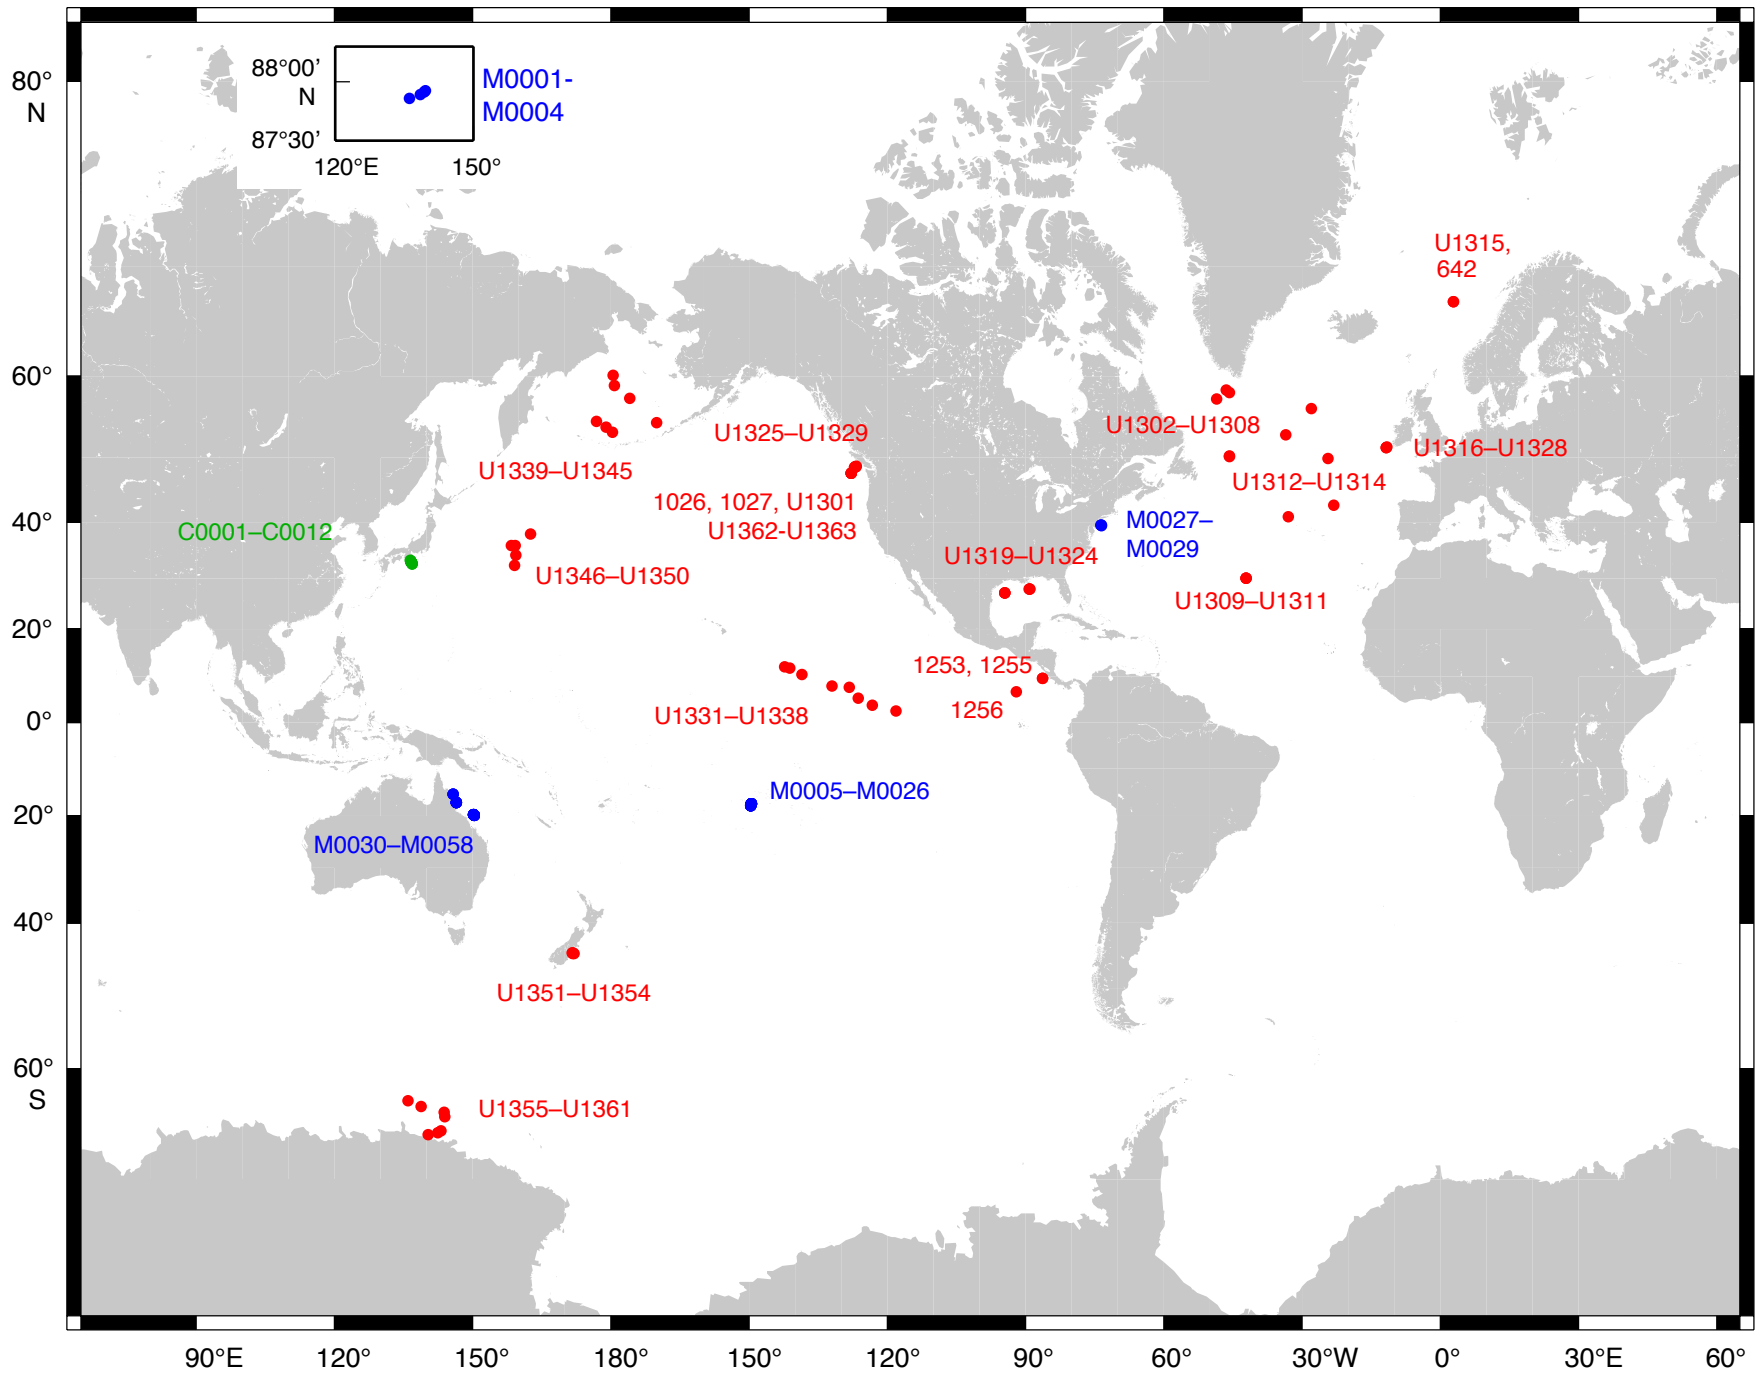 88°00’
N
87°30’
120°E
150°
M0001-
M0004
80°
N
60°
40°
20°
0°
20°
40°
60°
S
U1315,
642
U1302–U1308
U1316–U1328
U1312–U1314
U1325–U1329
U1339–U1345
1026, 1027, U1301
U1362-U1363
C0001–C0012
M0027–
M0029
U1319–U1324
U1346–U1350
U1309–U1311
1253, 1255
1256
U1331–U1338
M0005–M0026
M0030–M0058
U1351–U1354
U1355–U1361
90°E
120°
150°
180°
150°
120°
90°
60°
30°W
0°
30°E
60°